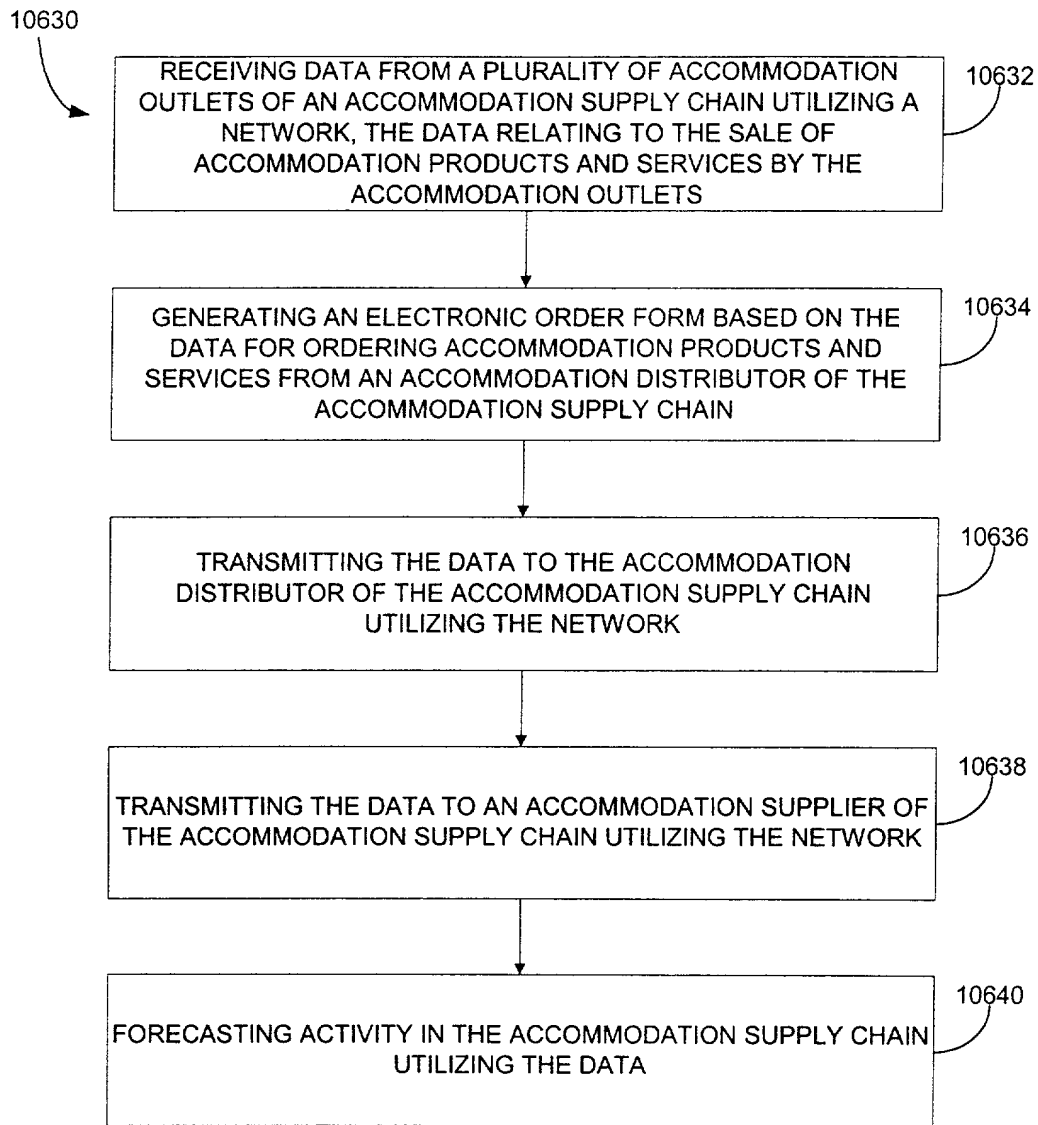 10630
RECEIVING DATA FROM A PLURALITY OF ACCOMMODATION
OUTLETS OF AN ACCOMMODATION SUPPLY CHAIN UTILIZING A
NETWORK, THE DATA RELATING TO THE SALE OF
ACCOMMODATION PRODUCTS AND SERVICES BY THE
ACCOMMODATION OUTLETS
10632
GENERATING AN ELECTRONIC ORDER FORM BASED ON THE
DATA FOR ORDERING ACCOMMODATION PRODUCTS AND
SERVICES FROM AN ACCOMMODATION DISTRIBUTOR OF THE
ACCOMMODATION SUPPLY CHAIN
10634
TRANSMITTING THE DATA TO THE ACCOMMODATION
DISTRIBUTOR OF THE ACCOMMODATION SUPPLY CHAIN
UTILIZING THE NETWORK
10636
TRANSMITTING THE DATA TO AN ACCOMMODATION SUPPLIER OF
THE ACCOMMODATION SUPPLY CHAIN UTILIZING THE NETWORK
10638
FORECASTING ACTIVITY IN THE ACCOMMODATION SUPPLY CHAIN
UTILIZING THE DATA
10640